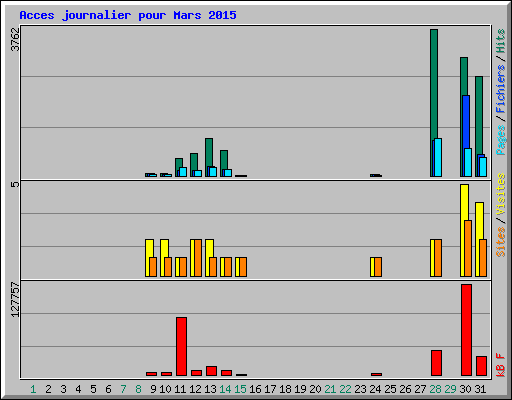 Acces journalier pour Mars 2015
3762
5
127757
Pages / Fichiers / Hits
Sites / Visites
kB F
1 2 3 4 5 6 7 8 9 10 11 12 13 14 15 16 17 18 19 20 21 22 23 24 25 26 27 28 29 30 31